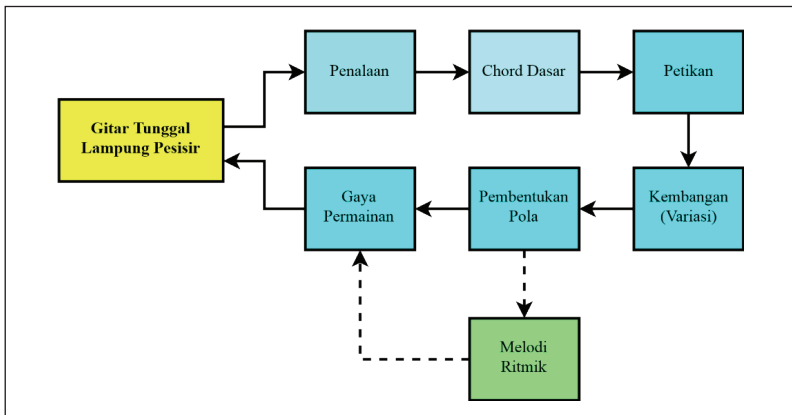 Penalaan
Chord Dasar
Petikan
Gitar Tunggal
Lampung Pesisir
Gaya
Permainan
Pembentukan
Pola
Kembangan
(Variasi)
Melodi
Ritmik